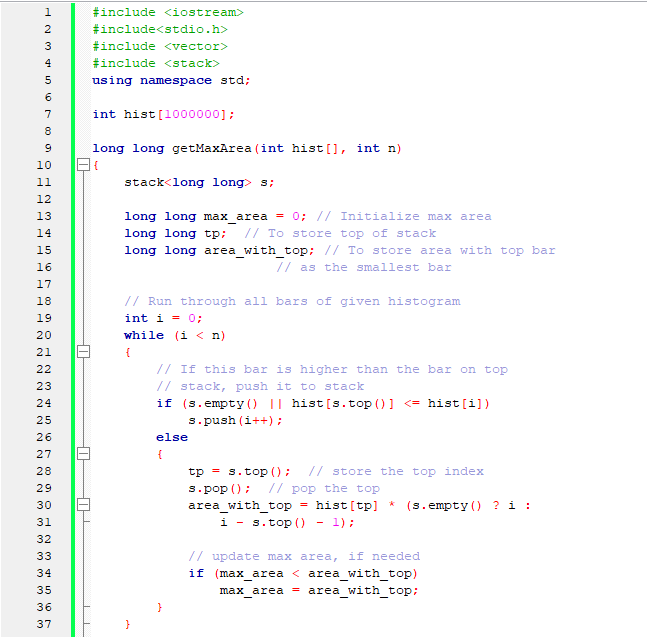 1 #include <iostream>
2 #include<stdio.h>
3 #include <vector>
4 #include <stack>
5 using namespace std;
6
7 int hist[1000000];
8
9 long long getMaxArea(int hist[], int n)
10 {
11     stack<long long> s;
12
13     long long max_area = 0; // Initialize max area
14     long long tp;  // To store top of stack
15     long long area_with_top; // To store area with top bar
16                        // as the smallest bar
17
18     // Run through all bars of given histogram
19     int i = 0;
20     while (i < n)
21     {
22         // If this bar is higher than the bar on top
23         // stack, push it to stack
24         if (s.empty() || hist[s.top()] <= hist[i])
25             s.push(i++);
26         else
27         {
28             tp = s.top();  // store the top index
29             s.pop();  // pop the top
30             area_with_top = hist[tp] * (s.empty() ? i :
31                 i - s.top() - 1);
32
33             // update max area, if needed
34             if (max_area < area_with_top)
35                 max_area = area_with_top;
36         }
37     }